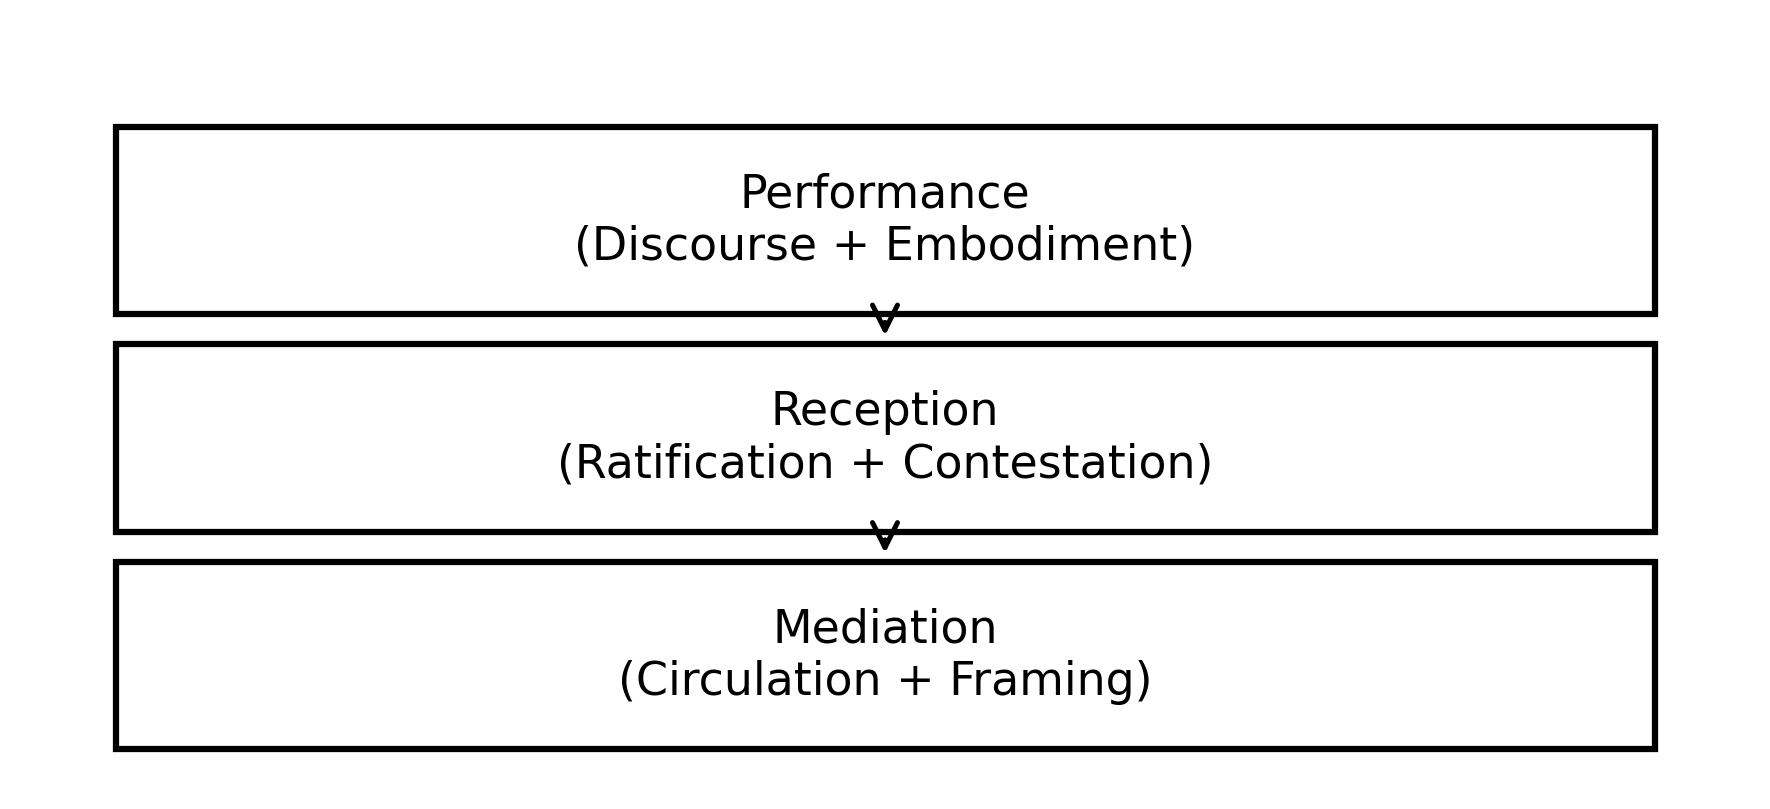 Performance
(Discourse + Embodiment)
Reception
(Ratification + Contestation)
Mediation
(Circulation + Framing)